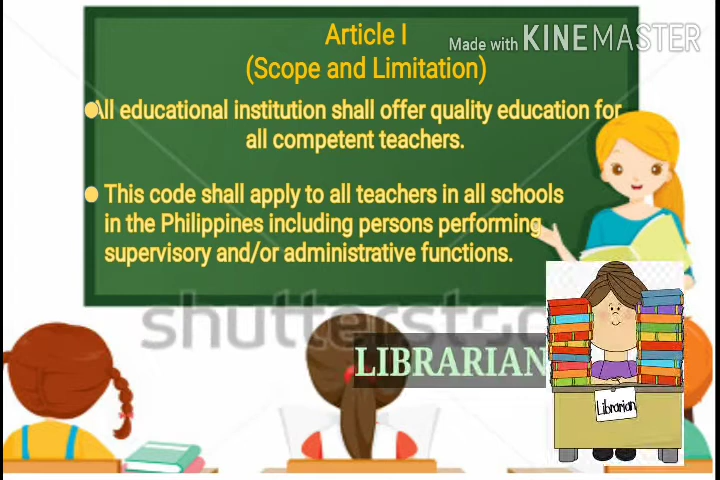 Article I
Made with KINEMASTER
(Scope and Limitation)
All educational institution shall offer quality education for
all competent teachers.
This code shall apply to all teachers in all schools
in the Philippines including persons performing
supervisory and/or administrative functions.
shutterstock
LIBRARIAN
Librarian